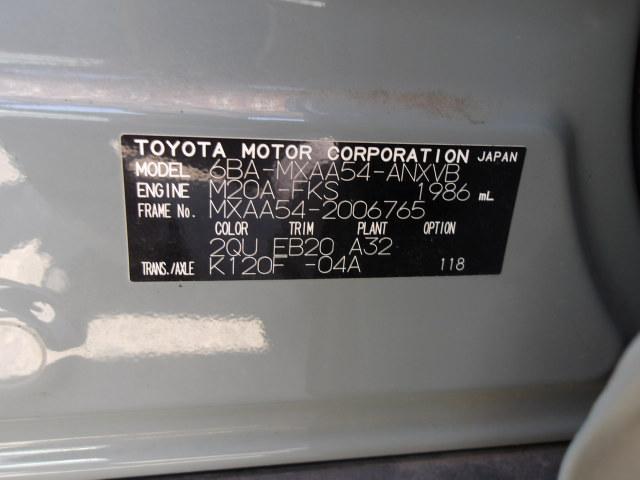 TOYOTA MOTOR CORPORATION JAPAN
MODEL 6BA-MXAA54-ANXVB
ENGINE M20A-FKS 1986 mL
FRAME No. MXAA54-2006765
COLOR TRIM PLANT OPTION
2QU EB20 A32
TRANS./AXLE K120F -04A 118